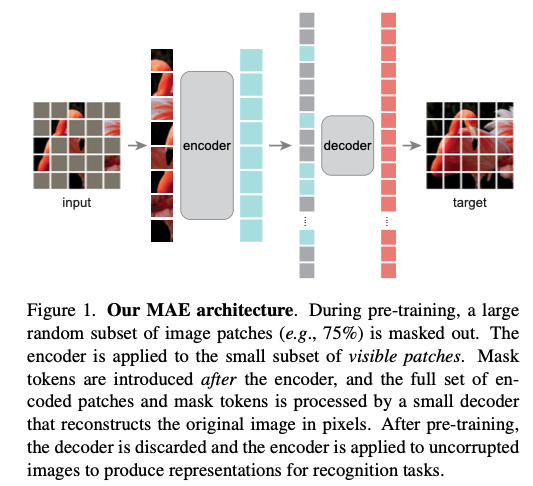 input
encoder
decoder
target
Figure 1. Our MAE architecture. During pre-training, a large
random subset of image patches (e.g., 75%) is masked out. The
encoder is applied to the small subset of visible patches. Mask
tokens are introduced after the encoder, and the full set of en-
coded patches and mask tokens is processed by a small decoder
that reconstructs the original image in pixels. After pre-training,
the decoder is discarded and the encoder is applied to uncorrupted
images to produce representations for recognition tasks.